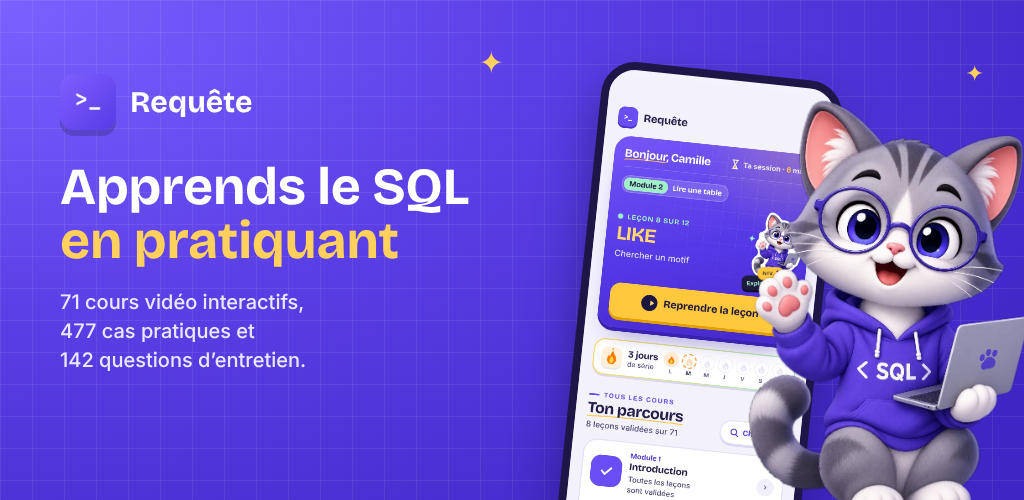 >_ Requête
Apprends le SQL
en pratiquant
71 cours vidéo interactifs,
477 cas pratiques et
142 questions d’entretien.
>_ Requête
Bonjour, Camille
Ta session · 6
Module 2 Lire une table
LEÇON 8 SUR 12
LIKE
Chercher un motif
Reprendre la leçon
3 jours
de série
L M M J V S
TOUS LES COURS
Ton parcours
8 leçons validées sur 71
Module 1
Introduction
Toutes les leçons
sont validées
< SQL >